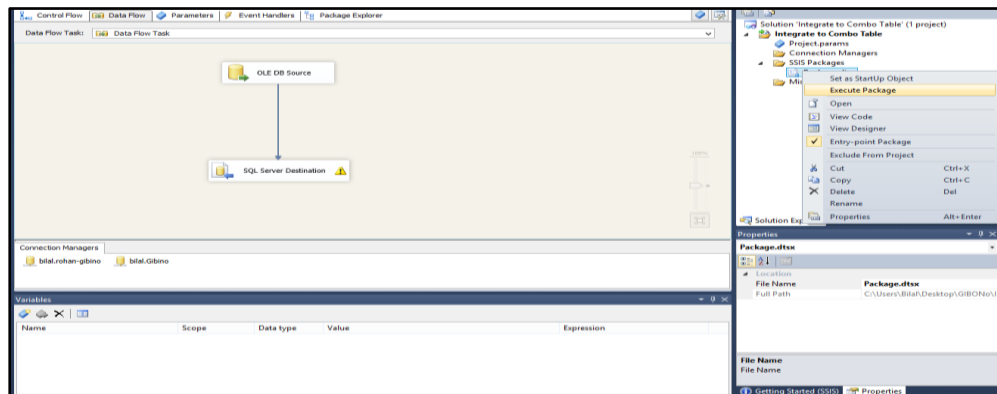 Control Flow Data Flow Parameters Event Handlers Package Explorer
Data Flow Task: Data Flow Task
OLE DB Source
SQL Server Destination
100%
Connection Managers
bilal.rohan-gibino bilal.Gibino
Variables
Name Scope Data type Value Expression
Solution 'Integrate to Combo Table' (1 project)
Integrate to Combo Table
Project.params
Connection Managers
SSIS Packages
Set as StartUp Object
Execute Package
Open
View Code
View Designer
Entry-point Package
Exclude From Project
Cut Ctrl+X
Copy Ctrl+C
Delete Del
Rename
Properties Alt+Enter
Solution Exp
Properties
Package.dtsx
Location
File Name Package.dtsx
Full Path C:\Users\Bilal\Desktop\GIBONo\I
File Name
File Name
Getting Started (SSIS) Properties